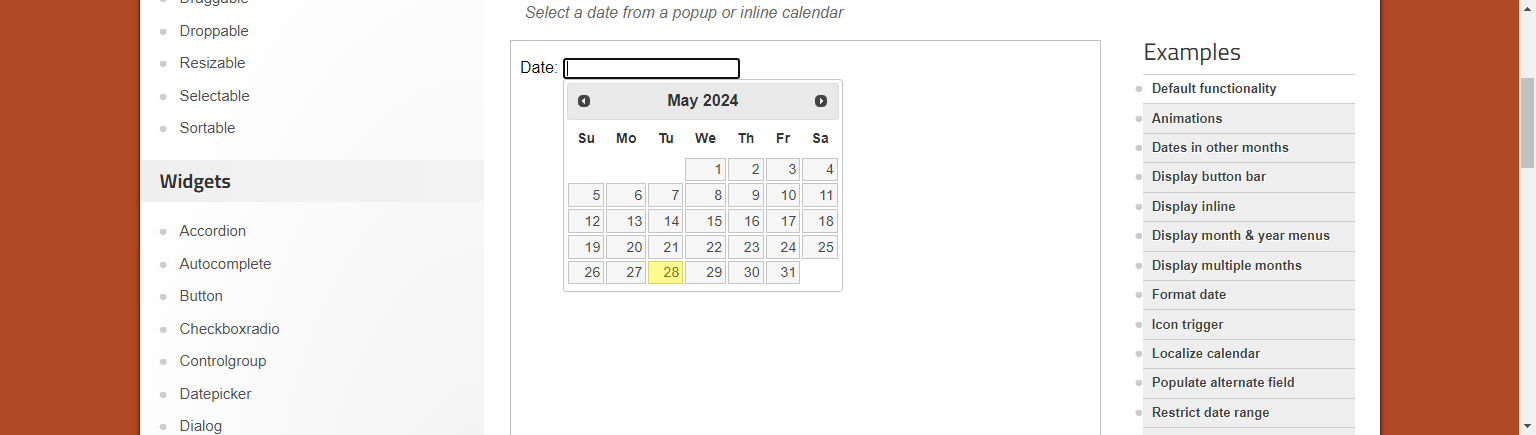 Draggable
Droppable
Resizable
Selectable
Sortable
Widgets
Accordion
Autocomplete
Button
Checkboxradio
Controlgroup
Datepicker
Dialog
Select a date from a popup or inline calendar
Date:
May 2024
Su Mo Tu We Th Fr Sa
1 2 3 4
5 6 7 8 9 10 11
12 13 14 15 16 17 18
19 20 21 22 23 24 25
26 27 28 29 30 31
Examples
Default functionality
Animations
Dates in other months
Display button bar
Display inline
Display month & year menus
Display multiple months
Format date
Icon trigger
Localize calendar
Populate alternate field
Restrict date range